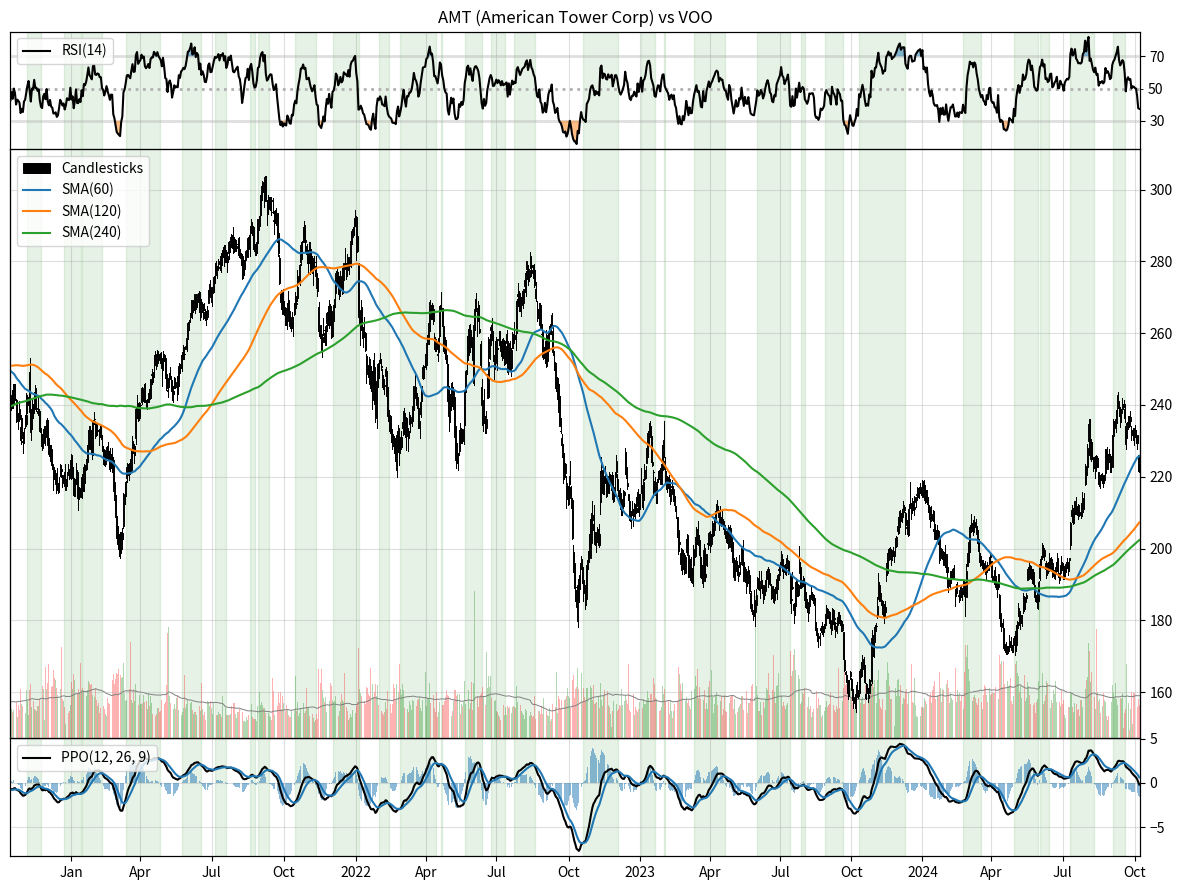 AMT (American Tower Corp) vs VOO
RSI(14)
70
50
30
Candlesticks
SMA(60)
SMA(120)
SMA(240)
300
280
260
240
220
200
180
160
PPO(12, 26, 9)
5
0
−5
Jan Apr Jul Oct 2022 Apr Jul Oct 2023 Apr Jul Oct 2024 Apr Jul Oct